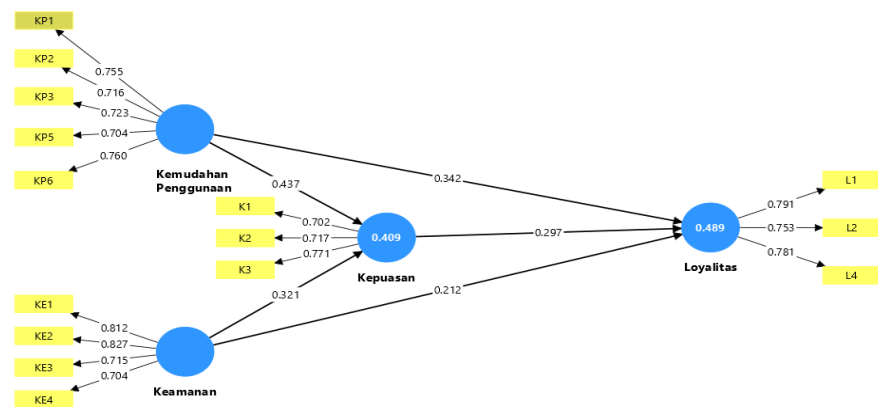 KP1
KP2
KP3
KP5
KP6
0.755
0.716
0.723
0.704
0.760
Kemudahan
Penggunaan
0.437
0.342
K1
K2
K3
0.702
0.717
0.771
0.409
Kepuasan
0.297
0.321
0.212
KE1
KE2
KE3
KE4
0.812
0.827
0.715
0.704
Keamanan
0.489
Loyalitas
0.791
0.753
0.781
L1
L2
L4